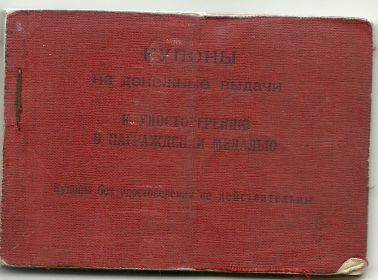 КУПОНЫ
на денежные выдачи
К УДОСТОВЕРЕНИЮ
О НАГРАЖДЕНИИ МЕДАЛЬЮ
Купоны без удостоверения не действительны